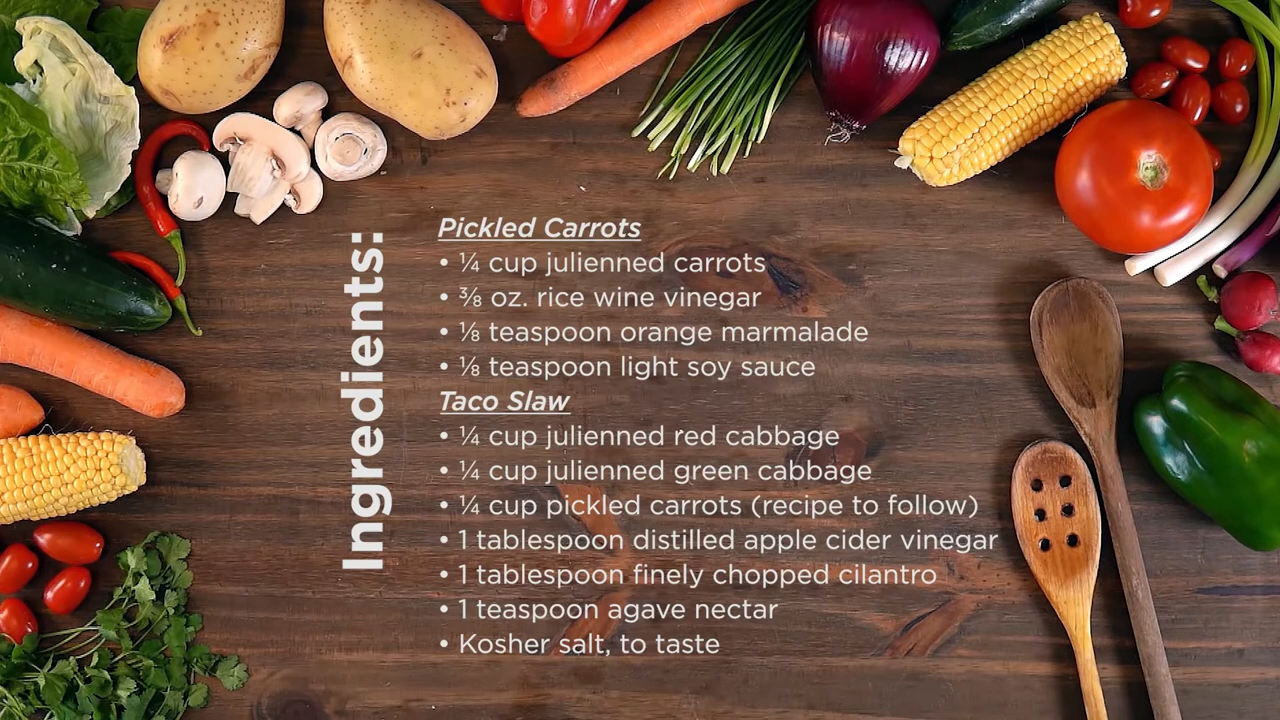 Ingredients:
Pickled Carrots
• ¼ cup julienned carrots
• ⅜ oz. rice wine vinegar
• ⅛ teaspoon orange marmalade
• ⅛ teaspoon light soy sauce
Taco Slaw
• ¼ cup julienned red cabbage
• ¼ cup julienned green cabbage
• ¼ cup pickled carrots (recipe to follow)
• 1 tablespoon distilled apple cider vinegar
• 1 tablespoon finely chopped cilantro
• 1 teaspoon agave nectar
• Kosher salt, to taste